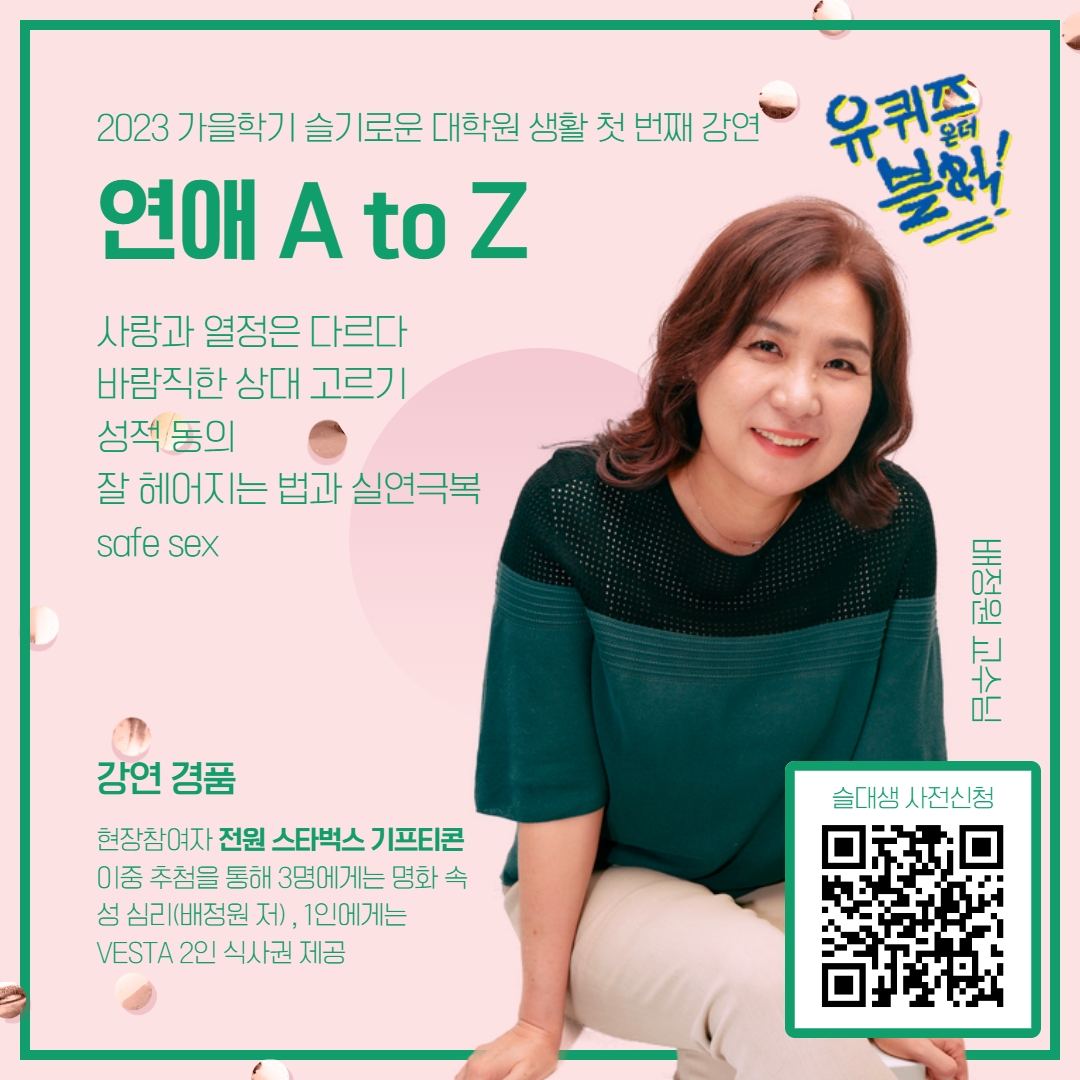 2023 가을학기 슬기로운 대학원 생활 첫 번째 강연
유퀴즈
온더
연애 A to Z
사랑과 열정은 다르다
바람직한 상대 고르기
성적 동의
잘 헤어지는 법과 실연극복
safe sex
배정원 교수님
강연 경품
현장참여자 전원 스타벅스 기프티콘
이중 추첨을 통해 3명에게는 명화 속
성 심리(배정원 저) , 1인에게는
VESTA 2인 식사권 제공
슬대생 사전신청